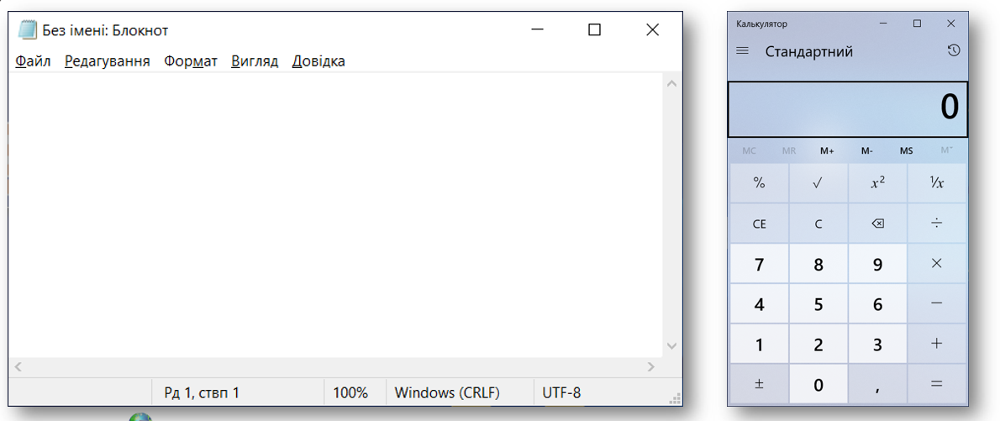 Без імені: Блокнот
Файл Редагування Формат Вигляд Довідка
Рд 1, ствп 1 100% Windows (CRLF) UTF-8
Калькулятор
Стандартний
0
MC MR M+ M- MS M˅
% √ x² ¹/x
CE C ÷
7 8 9 ×
4 5 6 −
1 2 3 +
± 0 , =